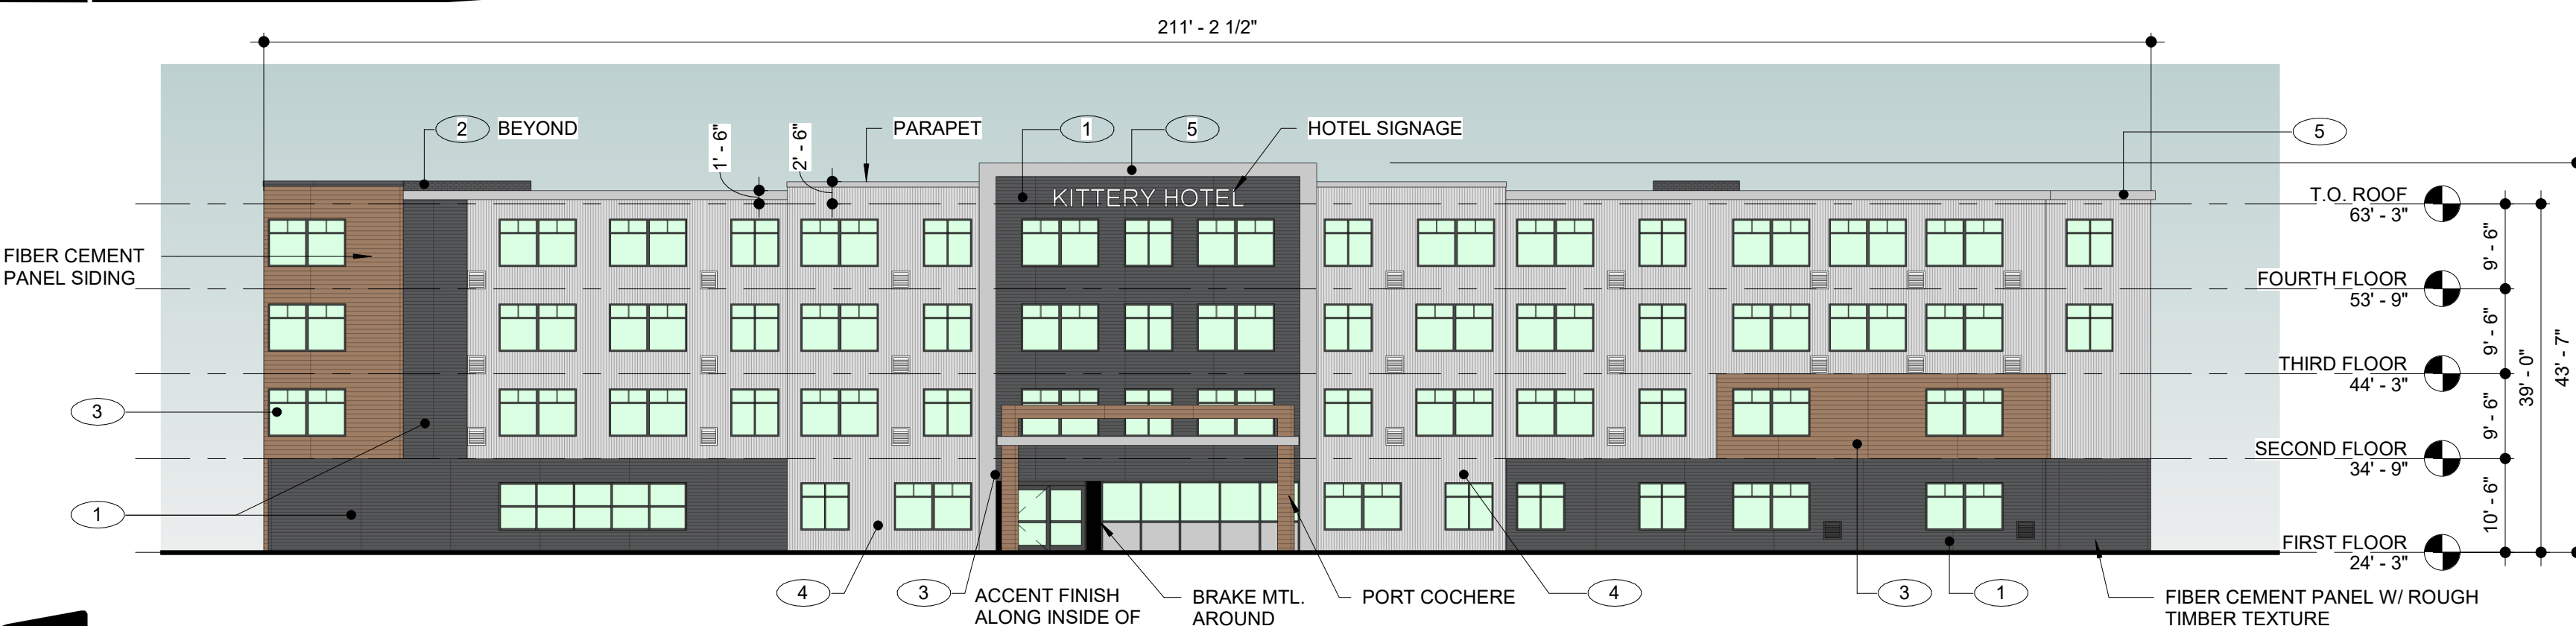 211' - 2 1/2"
2 BEYOND
1' - 6"
2' - 6"
PARAPET
1
5
HOTEL SIGNAGE
5
KITTERY HOTEL
T.O. ROOF
63' - 3"
FIBER CEMENT
PANEL SIDING
9' - 6"
FOURTH FLOOR
53' - 9"
9' - 6"
39' - 0"
43' - 7"
THIRD FLOOR
44' - 3"
3
9' - 6"
SECOND FLOOR
34' - 9"
1
10' - 6"
FIRST FLOOR
24' - 3"
4
3
ACCENT FINISH
ALONG INSIDE OF
BRAKE MTL.
AROUND
PORT COCHERE
4
3
1
FIBER CEMENT PANEL W/ ROUGH
TIMBER TEXTURE